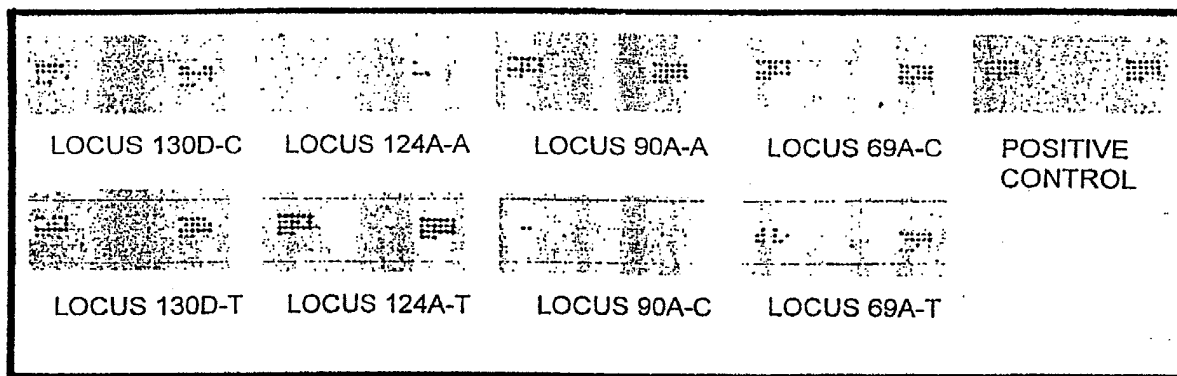 LOCUS 130D-C LOCUS 124A-A LOCUS 90A-A LOCUS 69A-C POSITIVE
CONTROL
LOCUS 130D-T LOCUS 124A-T LOCUS 90A-C LOCUS 69A-T